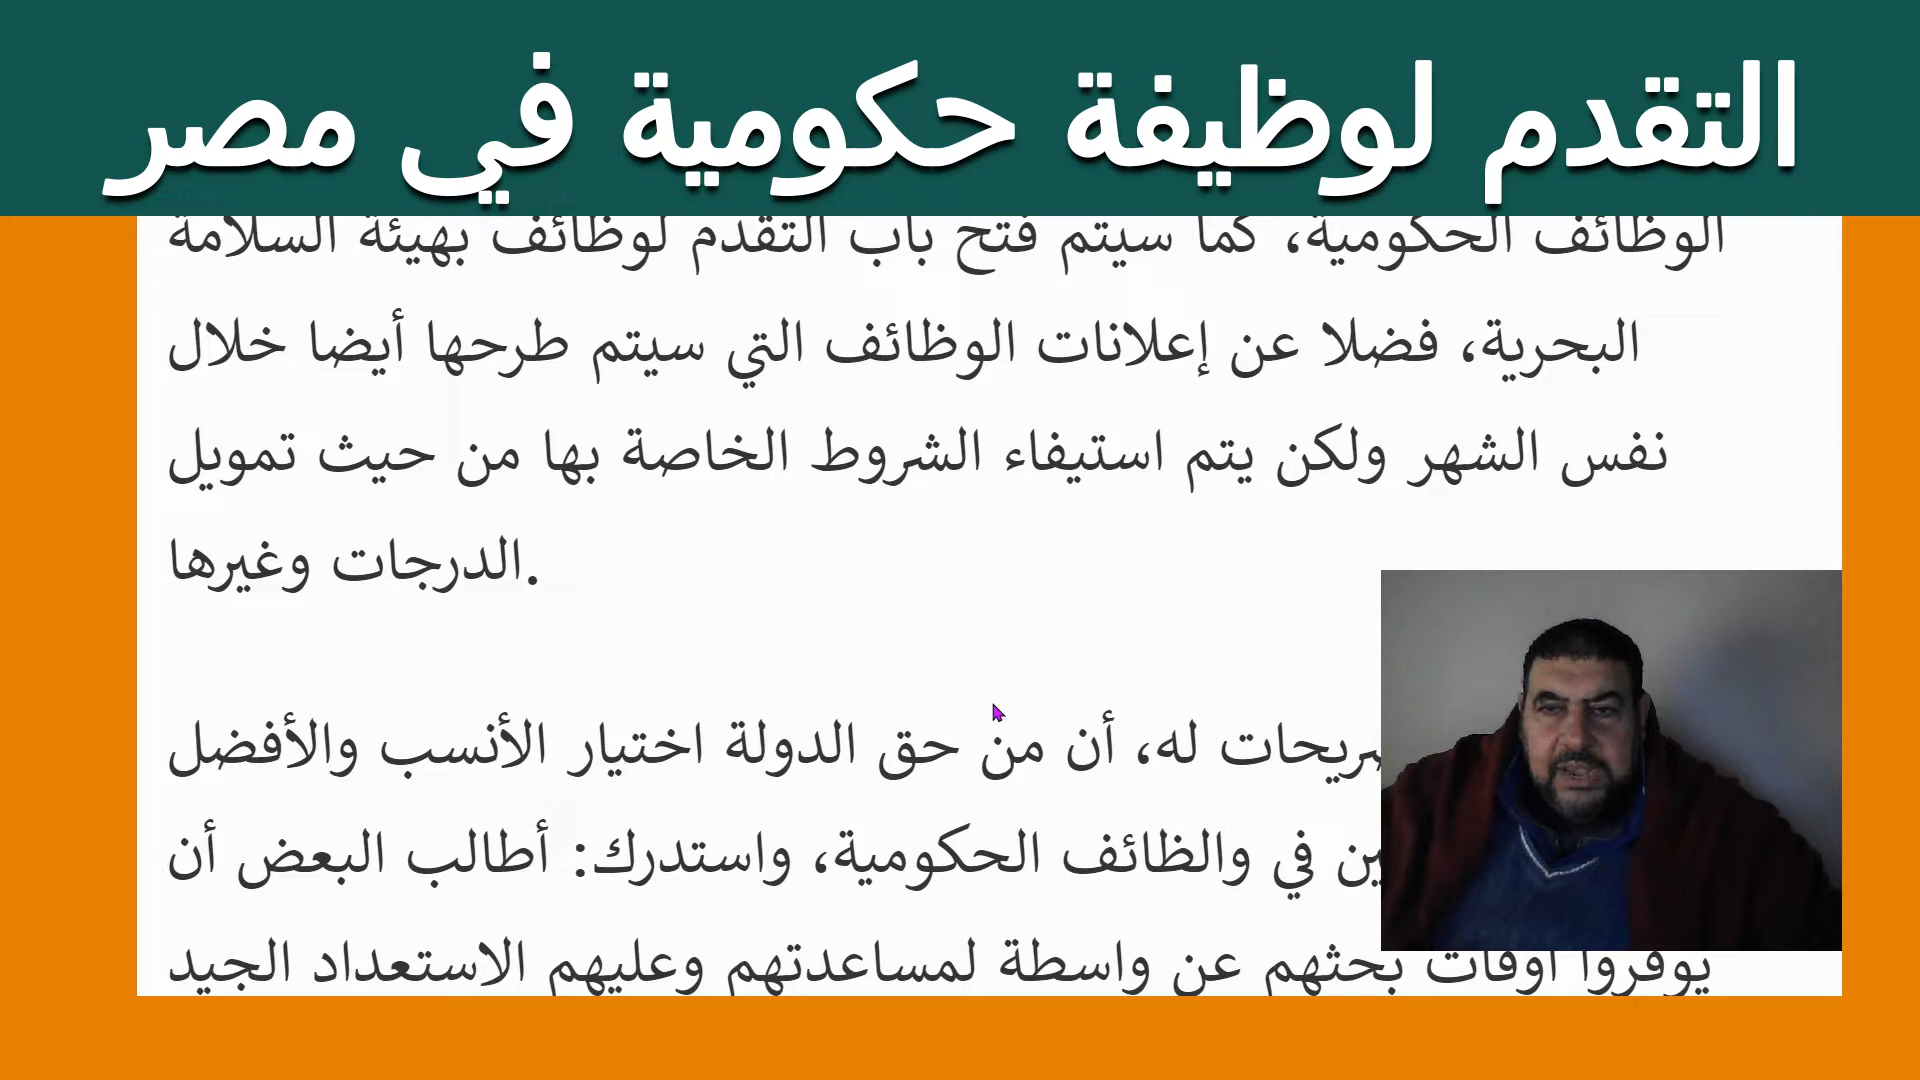 التقدم لوظيفة حكومية في مصر
الوظائف الحكومية، كما سيتم فتح باب التقدم لوظائف بهيئة السلامة
البحرية، فضلا عن إعلانات الوظائف التي سيتم طرحها أيضا خلال
نفس الشهر ولكن يتم استيفاء الشروط الخاصة بها من حيث تمويل
الدرجات وغيرها.
له، أن من حق الدولة اختيار الأنسب والأفضل
في والظائف الحكومية، واستدرك: أطالب البعض أن
يوفروا أوقات بحثهم عن واسطة لمساعدتهم وعليهم الاستعداد الجيد